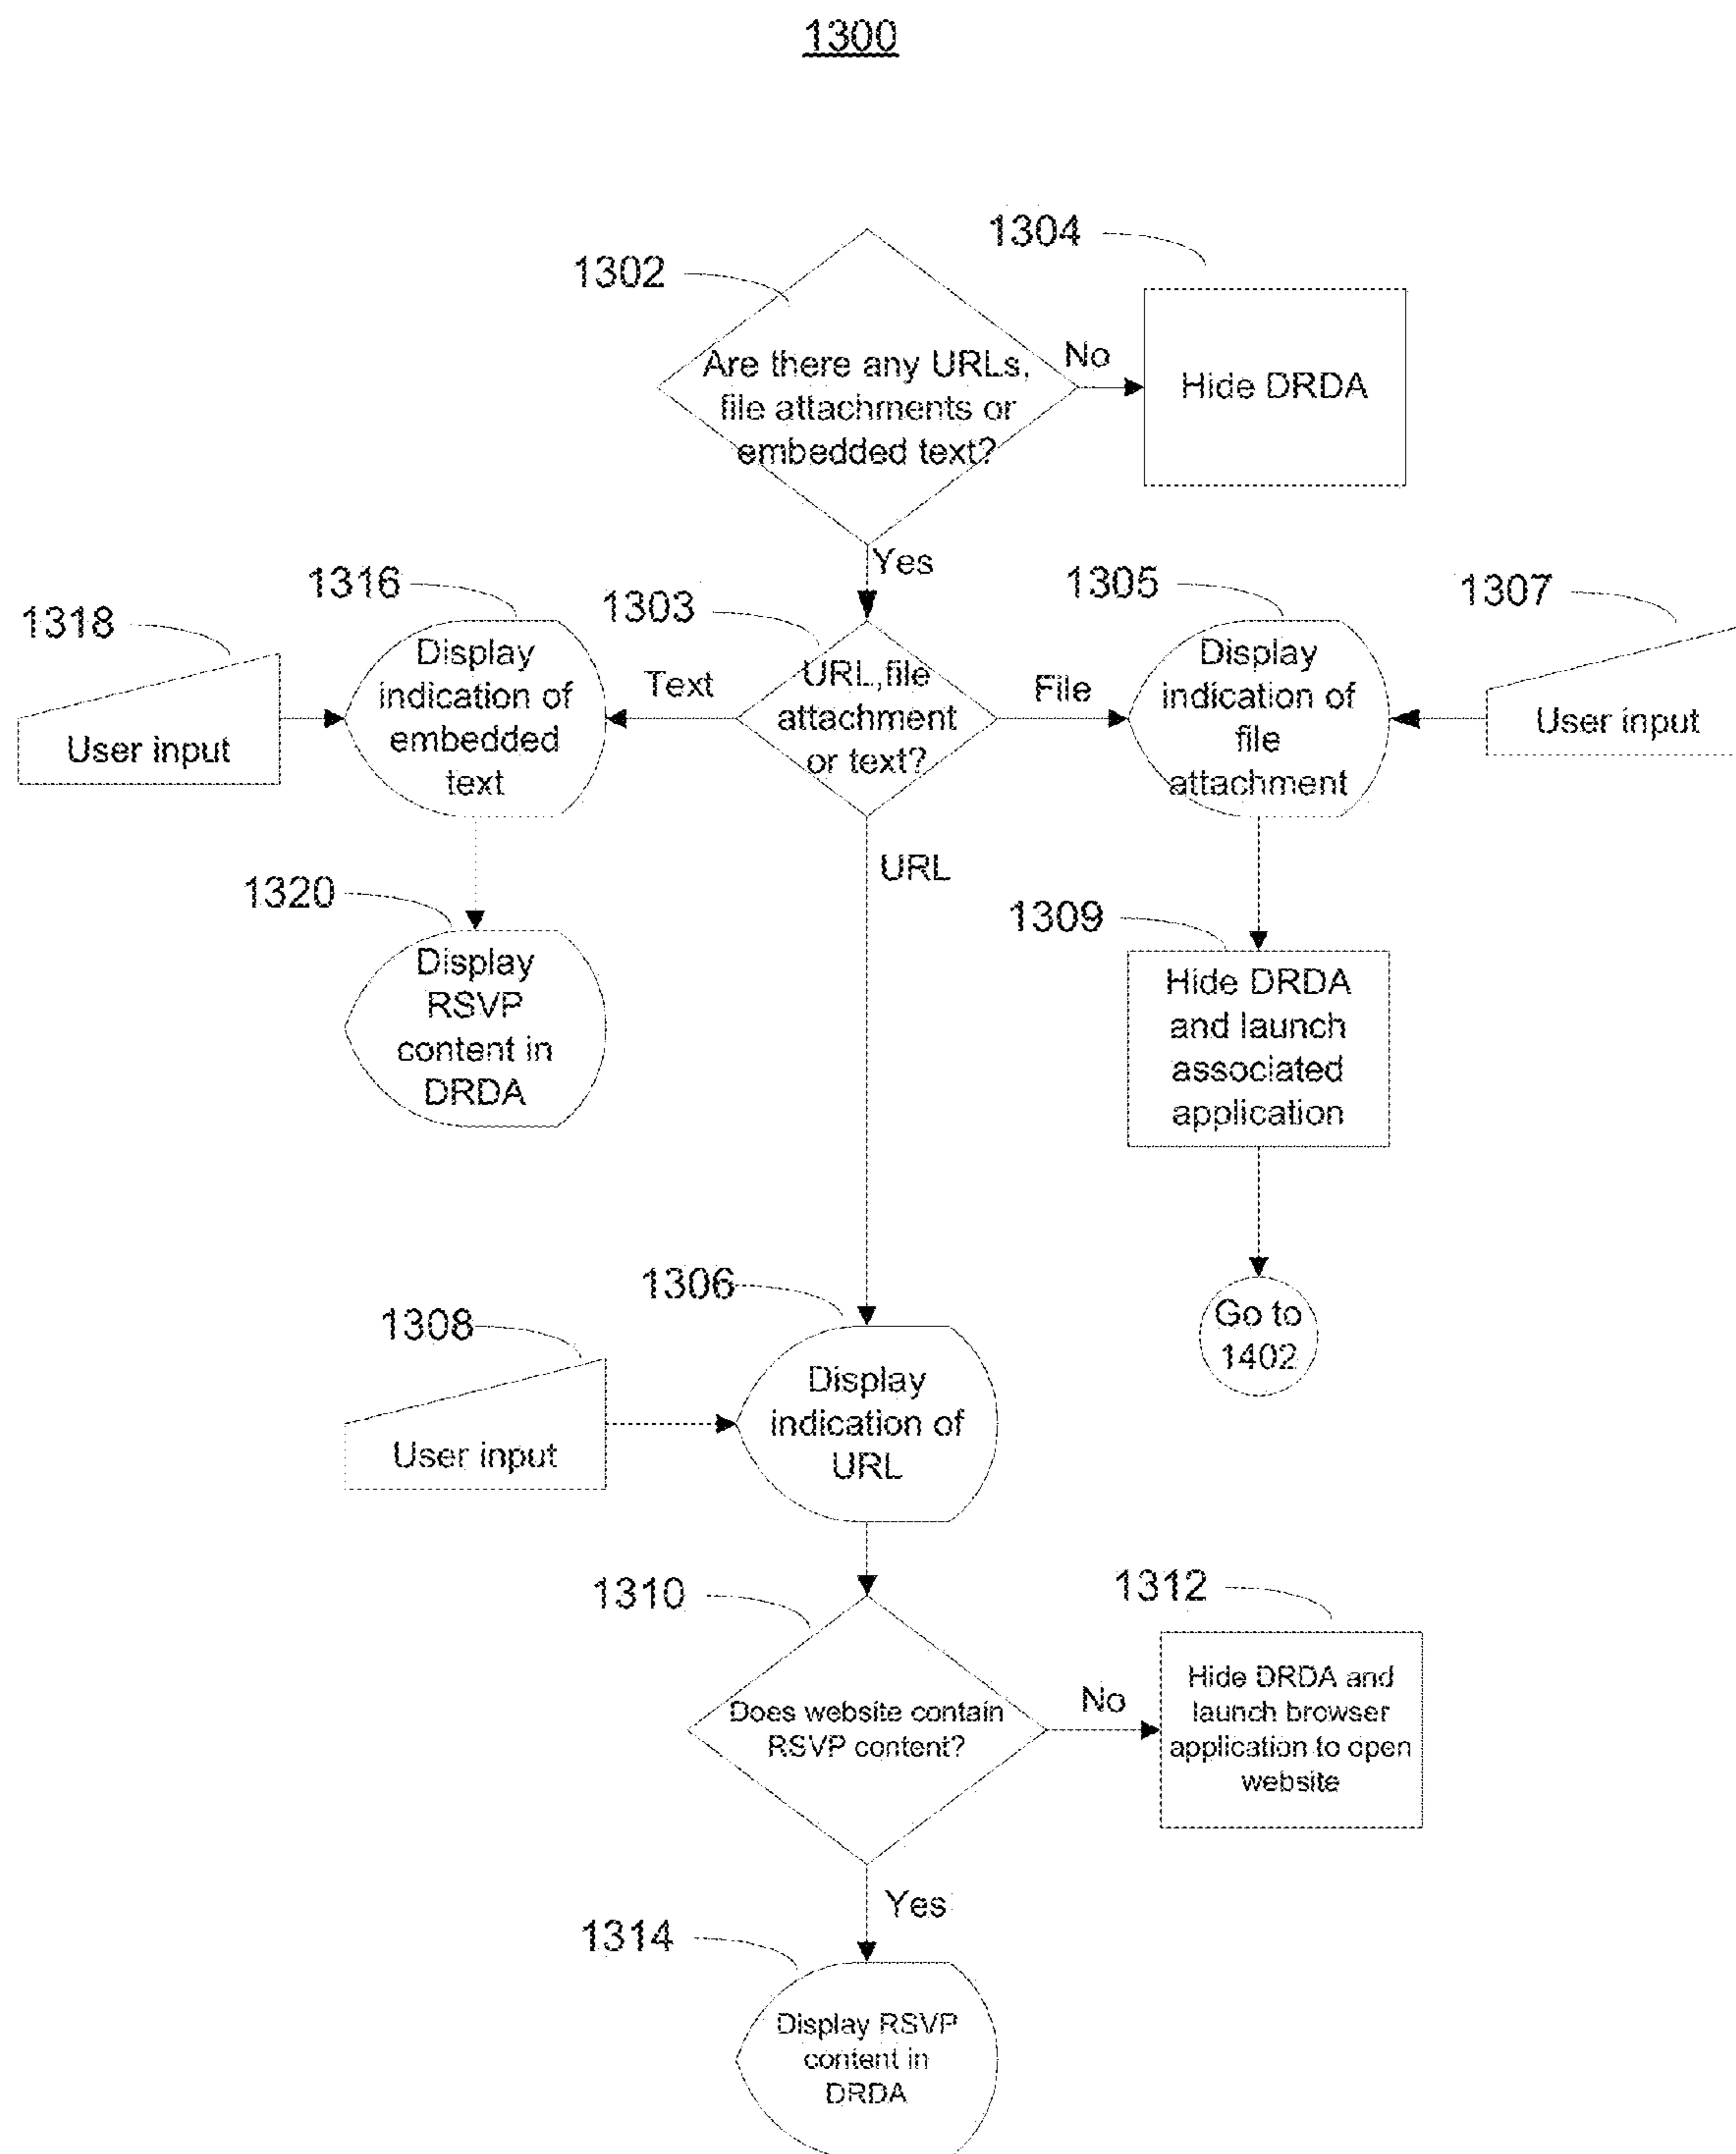 1300
1302
1304
Are there any URLs,
file attachments or
embedded text?
No
Hide DRDA
Yes
1318
1316
1303
1305
1307
User input
Display
indication of
embedded
text
Text
URL,file
attachment
or text?
File
Display
indication of
file
attachment
User input
1320
Display
RSVP
content in
DRDA
URL
1309
Hide DRDA
and launch
associated
application
Go to
1402
1306
1308
User input
Display
indication of
URL
1310
Does website contain
RSVP content?
No
1312
Hide DRDA and
launch browser
application to open
website
Yes
1314
Display RSVP
content in
DRDA